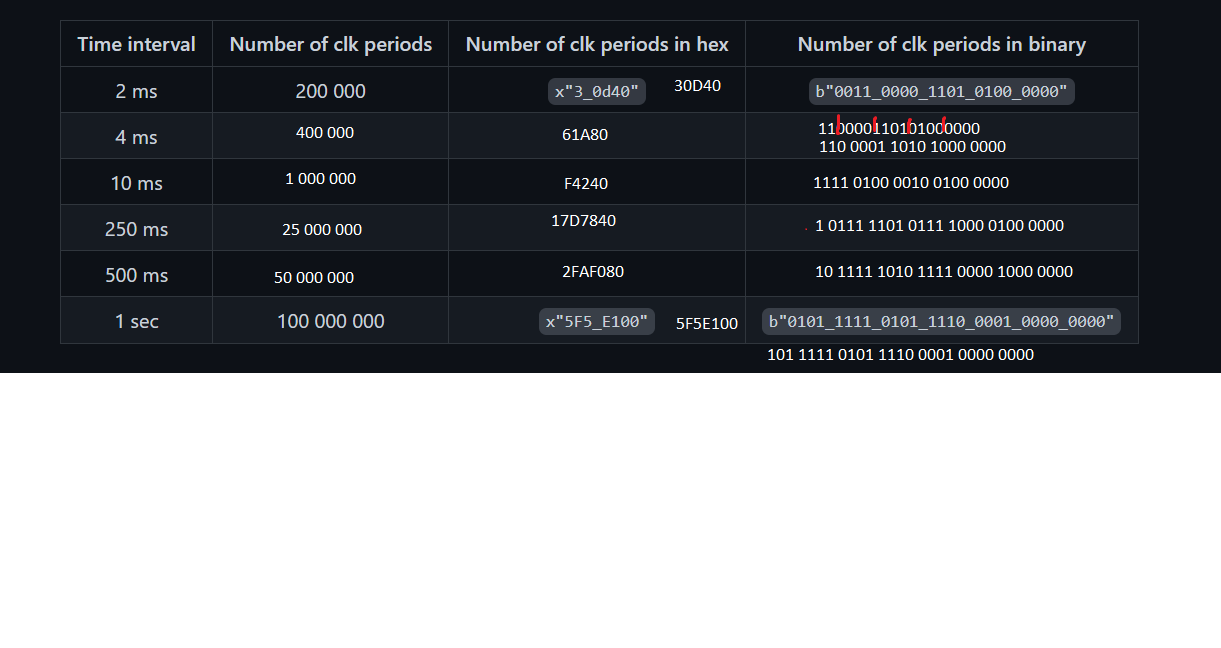 Time interval Number of clk periods Number of clk periods in hex Number of clk periods in binary
2 ms 200 000 x"3_0d40" 30D40 b"0011_0000_1101_0100_0000"
4 ms 400 000 61A80 1100001101010000000
110 0001 1010 1000 0000
10 ms 1 000 000 F4240 1111 0100 0010 0100 0000
250 ms 25 000 000 17D7840 1 0111 1101 0111 1000 0100 0000
500 ms 50 000 000 2FAF080 10 1111 1010 1111 0000 1000 0000
1 sec 100 000 000 x"5F5_E100" 5F5E100 b"0101_1111_0101_1110_0001_0000_0000"
101 1111 0101 1110 0001 0000 0000